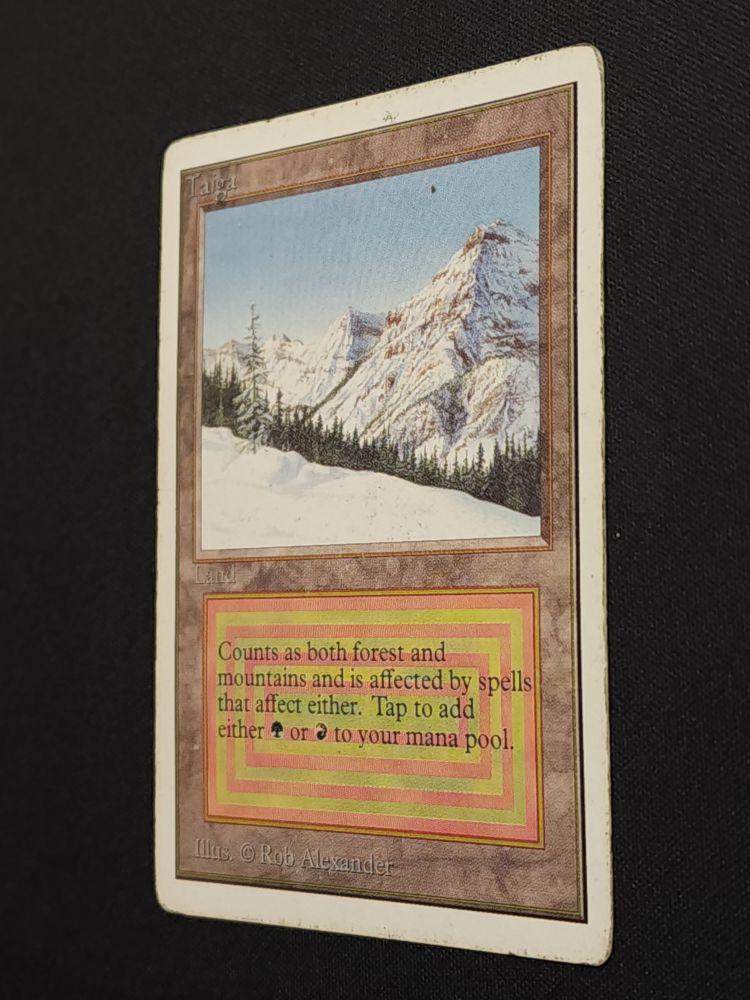 Taiga
Land
Counts as both forest and
mountains and is affected by spells
that affect either. Tap to add
either or to your mana pool.
Illus. © Rob Alexander